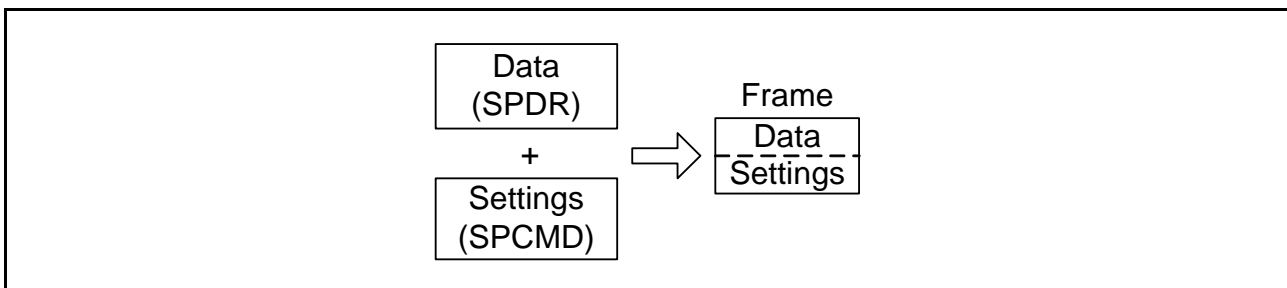 Data
(SPDR)
+
Settings
(SPCMD)
Frame
Data
Settings